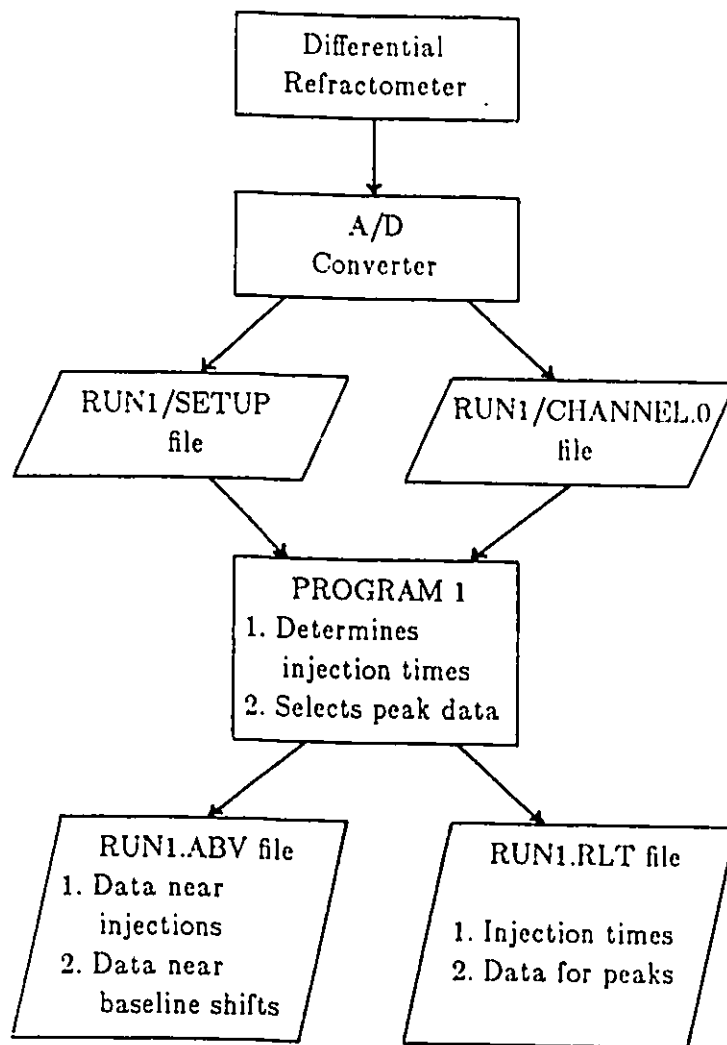 Differential
Refractometer
A/D
Converter
RUN1/SETUP
file
RUN1/CHANNEL.0
file
PROGRAM 1
1. Determines
injection times
2. Selects peak data
RUN1.ABV file
1. Data near
injections
2. Data near
baseline shifts
RUN1.RLT file
1. Injection times
2. Data for peaks